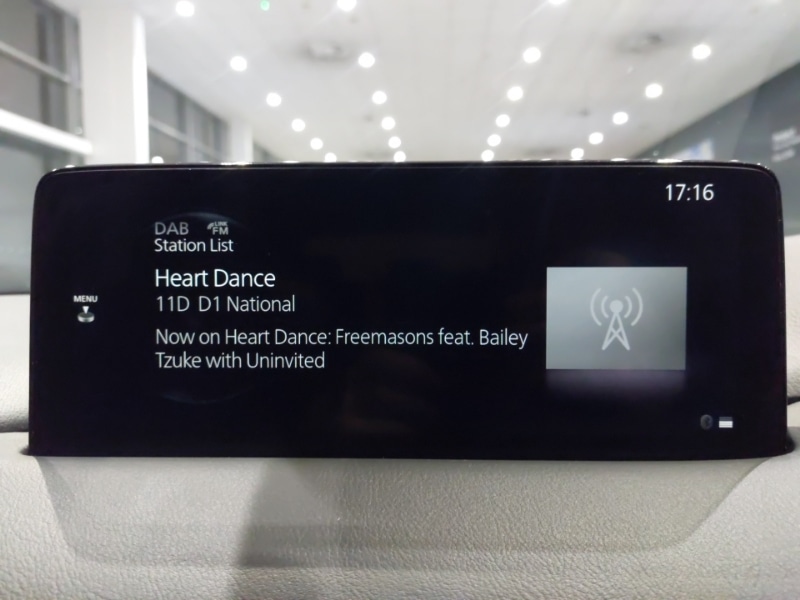 17:16
DAB LINK FM
Station List
Heart Dance
MENU
11D D1 National
Now on Heart Dance: Freemasons feat. Bailey
Tzuke with Uninvited